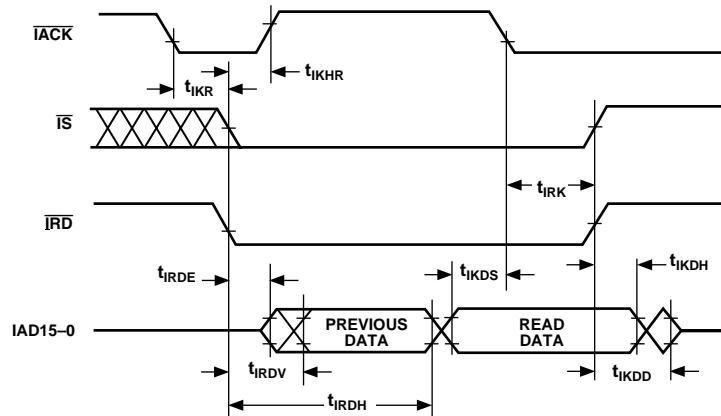 IACK
tIKHR
tIKR
IS
tIRK
IRD
tIRDE
tIKDS
tIKDH
IAD15–0
PREVIOUS
DATA
READ
DATA
tIRDV
tIKDD
tIRDH